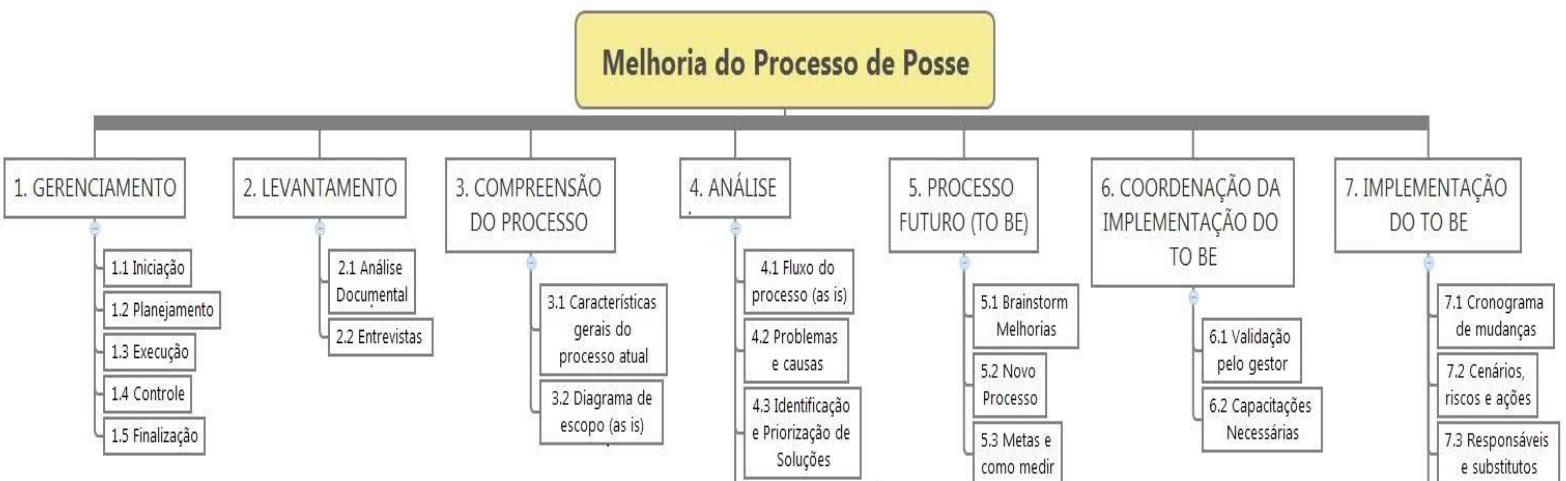 Melhoria do Processo de Posse
1. GERENCIAMENTO
1.1 Iniciação
1.2 Planejamento
1.3 Execução
1.4 Controle
1.5 Finalização
2. LEVANTAMENTO
2.1 Análise
Documental
2.2 Entrevistas
3. COMPREENSÃO
DO PROCESSO
3.1 Características
gerais do
processo atual
3.2 Diagrama de
escopo (as is)
4. ANÁLISE
4.1 Fluxo do
processo (as is)
4.2 Problemas
e causas
4.3 Identificação
e Priorização de
Soluções
5. PROCESSO
FUTURO (TO BE)
5.1 Brainstorm
Melhorias
5.2 Novo
Processo
5.3 Metas e
como medir
6. COORDENAÇÃO DA
IMPLEMENTAÇÃO DO
TO BE
6.1 Validação
pelo gestor
6.2 Capacitações
Necessárias
7. IMPLEMENTAÇÃO
DO TO BE
7.1 Cronograma
de mudanças
7.2 Cenários,
riscos e ações
7.3 Responsáveis
e substitutos